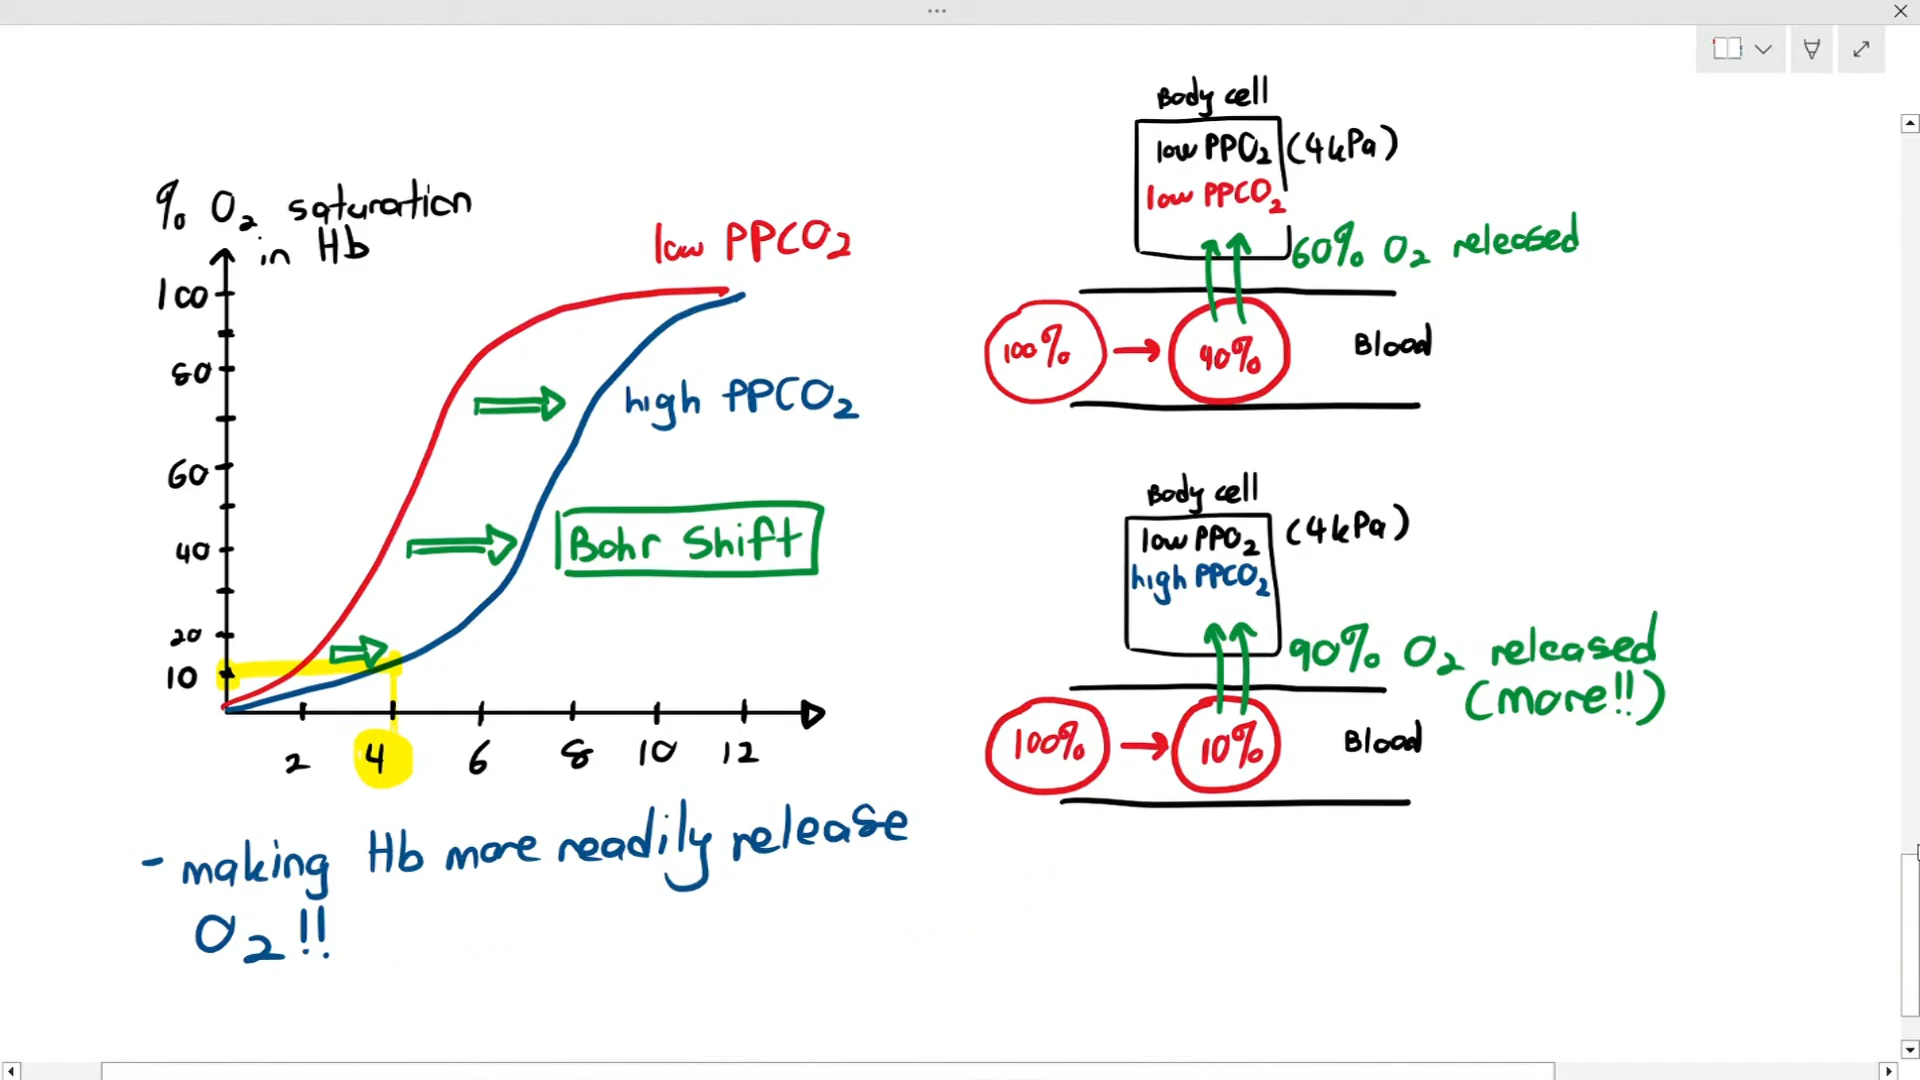 % O2 saturation
in Hb
100
80
60
40
20
10
2 4 6 8 10 12
low PPCO2
high PPCO2
Bohr Shift
- making Hb more readily release
O2!!
Body cell
low PPO2 (4kPa)
low PPCO2
60% O2 released
100% → 40% Blood
Body cell
low PPO2 (4kPa)
high PPCO2
90% O2 released
(more!!)
100% → 10% Blood